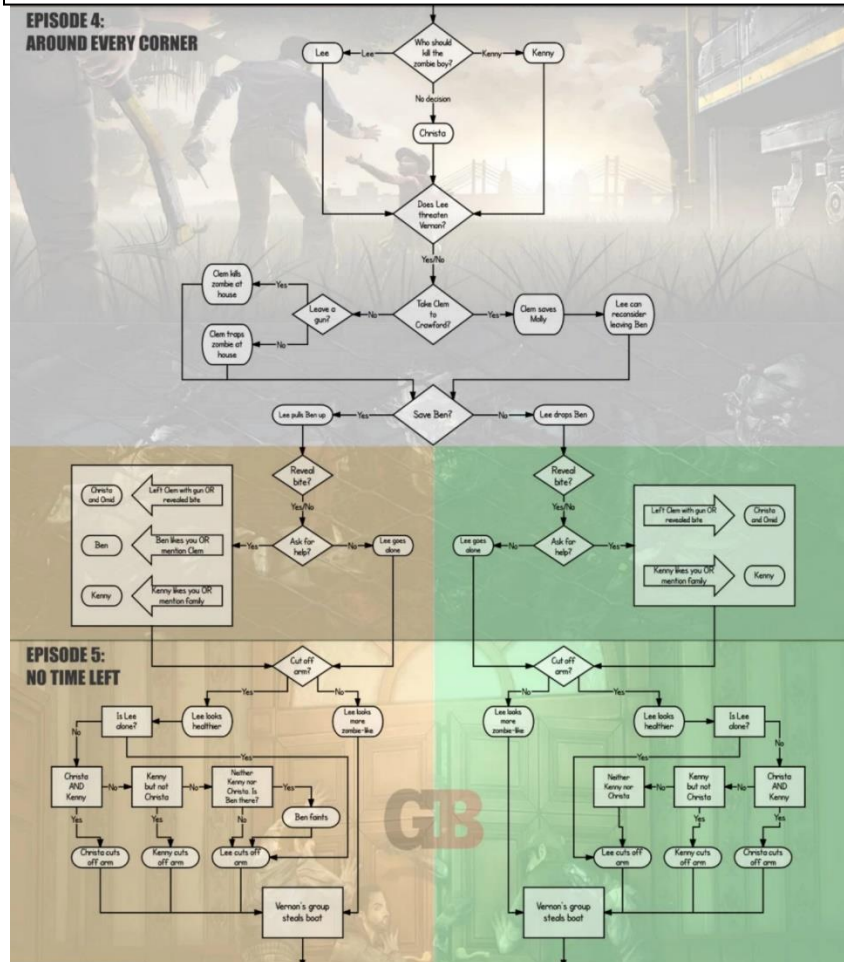 EPISODE 4:
AROUND EVERY CORNER
Who should
kill the
zombie boy?
Lee
Lee
Kenny
Kenny
No decision
Christa
Does Lee
threaten
Vernon?
Yes/No
Take Clem
to
Crawford?
No
Leave a
gun?
Yes
Clem kills
zombie at
house
No
Clem traps
zombie at
house
Yes
Clem saves
Molly
Lee can
reconsider
leaving Ben
Save Ben?
Yes
Lee pulls Ben up
No
Lee drops Ben
Reveal
bite?
Yes/No
Ask for
help?
No
Lee goes
alone
Yes
Left Clem with gun OR
revealed bite
Christa
and Omid
Ben likes you OR
mention Clem
Ben
Kenny likes you OR
mention family
Kenny
Reveal
bite?
Yes/No
Ask for
help?
No
Lee goes
alone
Yes
Left Clem with gun OR
revealed bite
Christa
and Omid
Kenny likes you OR
mention family
Kenny
EPISODE 5:
NO TIME LEFT
Cut off
arm?
Yes
Lee looks
healthier
No
Lee looks
more
zombie-like
Is Lee
alone?
No
Yes
Christa
AND
Kenny
No
Kenny
but not
Christa
No
Neither
Kenny nor
Christa. Is
Ben there?
Yes
Ben faints
Yes
Yes
No
Christa cuts
off arm
Kenny cuts
off arm
Lee cuts off
arm
Vernon's group
steals boat
Cut off
arm?
No
Lee looks
more
zombie-like
Yes
Lee looks
healthier
Is Lee
alone?
Yes
No
Neither
Kenny nor
Christa
No
Kenny
but not
Christa
No
Christa
AND
Kenny
Yes
Yes
Lee cuts off
arm
Kenny cuts
off arm
Christa cuts
off arm
Vernon's group
steals boat
GB